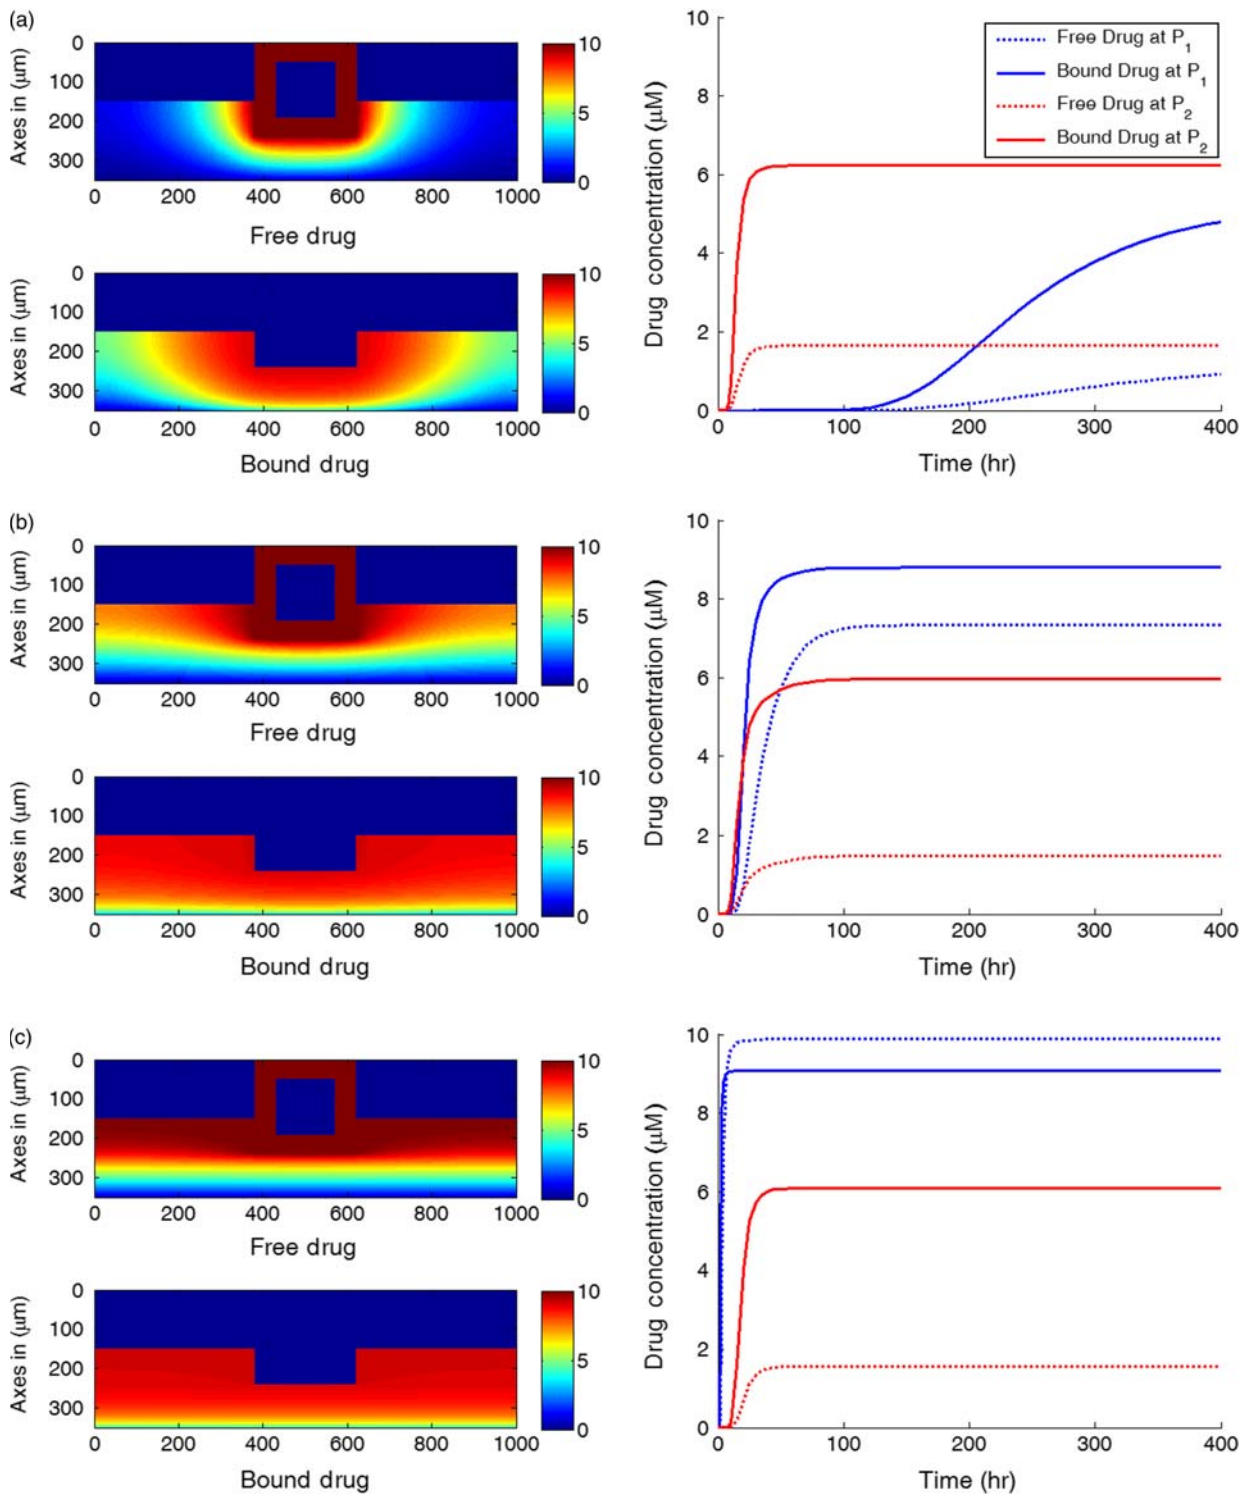 (a)
Axes in (μm)
0
100
200
300
0 200 400 600 800 1000
10
5
0
Free drug
Axes in (μm)
0
100
200
300
0 200 400 600 800 1000
10
5
0
Bound drug
Drug concentration (μM)
10
8
6
4
2
0
0 100 200 300 400
Time (hr)
Free Drug at P1
Bound Drug at P1
Free Drug at P2
Bound Drug at P2
(b)
Axes in (μm)
0
100
200
300
0 200 400 600 800 1000
10
5
0
Free drug
Axes in (μm)
0
100
200
300
0 200 400 600 800 1000
10
5
0
Bound drug
Drug concentration (μM)
10
8
6
4
2
0
0 100 200 300 400
Time (hr)
(c)
Axes in (μm)
0
100
200
300
0 200 400 600 800 1000
10
5
0
Free drug
Axes in (μm)
0
100
200
300
0 200 400 600 800 1000
10
5
0
Bound drug
Drug concentration (μM)
10
8
6
4
2
0
0 100 200 300 400
Time (hr)